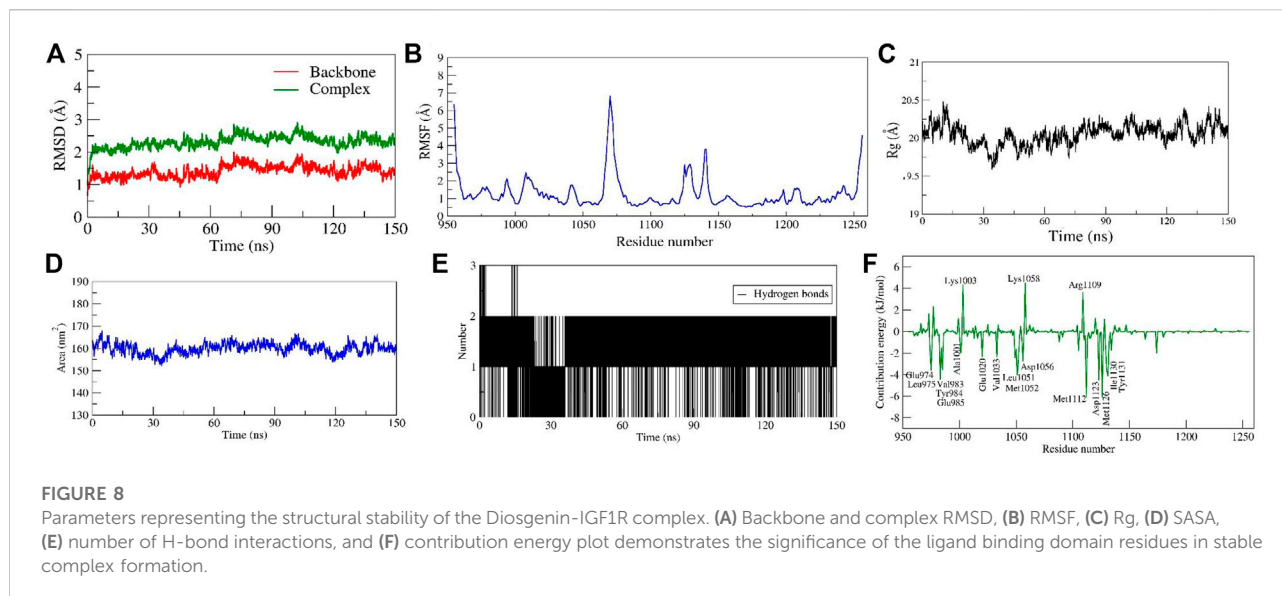 A
5
4
3
2
1
0
RMSD (Å)
Backbone
Complex
0 30 60 90 120 150
Time (ns)
B
9
8
7
6
5
4
3
2
1
0
RMSF (Å)
950 1000 1050 1100 1150 1200 1250
Residue number
C
21
20.5
20
19.5
19
Rg (Å)
0 30 60 90 120 150
Time (ns)
D
190
180
170
160
150
140
130
Area (nm²)
0 30 60 90 120 150
Time (ns)
E
3
2
1
0
Number
Hydrogen bonds
0 30 60 90 120 150
Time (ns)
F
6
4
2
0
-2
-4
-6
-8
Contribution energy (kJ/mol)
Lys1003
Lys1058
Arg1109
Glu974
Leu975
Val983
Tyr984
Glu985
Ala1001
Glu1020
Val1033
Leu1051
Met1052
Asp1056
Met1112
Asp1123
Met1126
Ile1130
Tyr1131
950 1000 1050 1100 1150 1200 1250
Residue number
FIGURE 8
Parameters representing the structural stability of the Diosgenin-IGF1R complex. (A) Backbone and complex RMSD, (B) RMSF, (C) Rg, (D) SASA,
(E) number of H-bond interactions, and (F) contribution energy plot demonstrates the significance of the ligand binding domain residues in stable
complex formation.